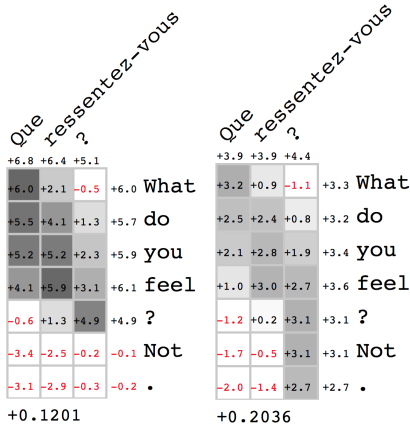 Que ressentez-vous ?
+6.8 +6.4 +5.1
+6.0 +2.1 -0.5 +6.0 What
+5.5 +4.1 +1.3 +5.7 do
+5.2 +5.2 +2.3 +5.9 you
+4.1 +5.9 +3.1 +6.1 feel
-0.6 +1.3 +4.9 +4.9 ?
-3.4 -2.5 -0.2 -0.1 Not
-3.1 -2.9 -0.3 -0.2 .
+0.1201
Que ressentez-vous ?
+3.9 +3.9 +4.4
+3.2 +0.9 -1.1 +3.3 What
+2.5 +2.4 +0.8 +3.2 do
+2.1 +2.8 +1.9 +3.4 you
+1.0 +3.0 +2.7 +3.6 feel
-1.2 +0.2 +3.1 +3.1 ?
-1.7 -0.5 +3.1 +3.1 Not
-2.0 -1.4 +2.7 +2.7 .
+0.2036